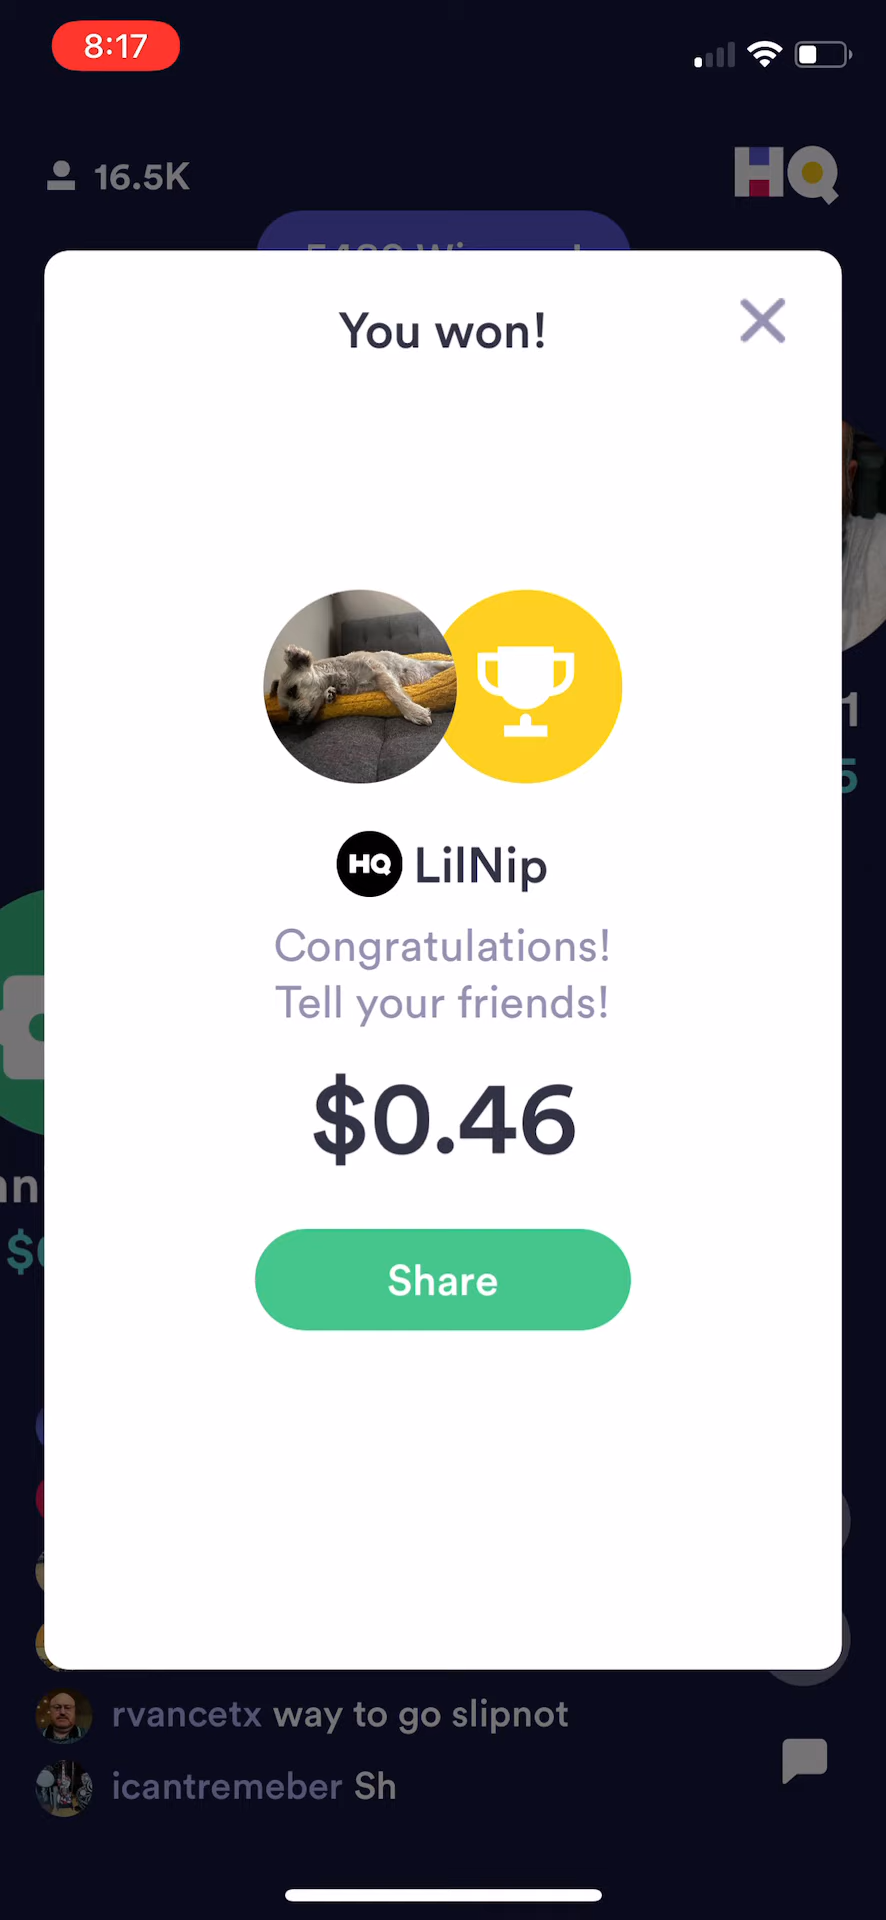 8:17
16.5K
HQ
You won!
HQ LilNip
Congratulations!
Tell your friends!
$0.46
Share
rvancetx way to go slipnot
icantremeber Sh